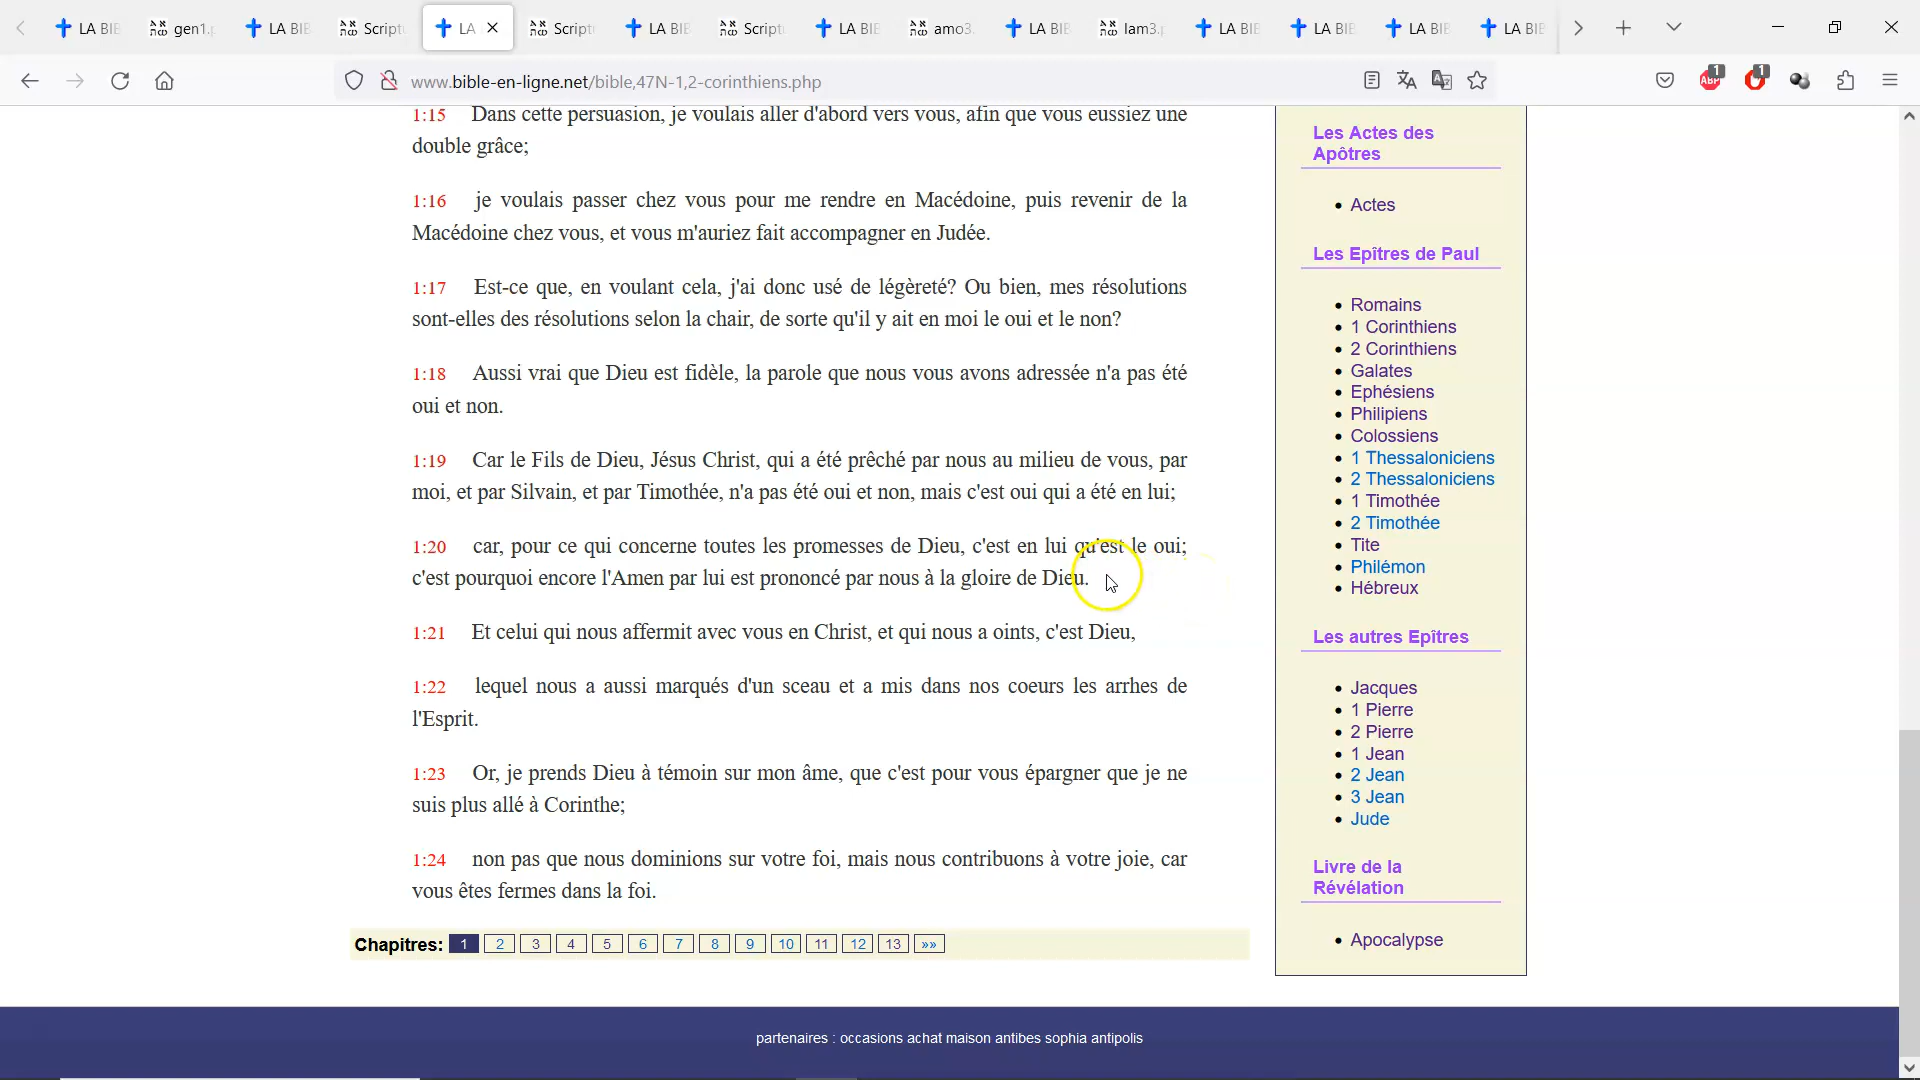 LA BIB gen1.p LA BIB Script LA Script LA BIB Script LA BIB amo3. LA BIB lam3.p LA BIB LA BIB LA BIB LA BIB
www.bible-en-ligne.net/bible,47N-1,2-corinthiens.php
ABP 1 1
1:15 Dans cette persuasion, je voulais aller d'abord vers vous, afin que vous eussiez une
double grâce;
1:16 je voulais passer chez vous pour me rendre en Macédoine, puis revenir de la
Macédoine chez vous, et vous m'auriez fait accompagner en Judée.
1:17 Est-ce que, en voulant cela, j'ai donc usé de légèreté? Ou bien, mes résolutions
sont-elles des résolutions selon la chair, de sorte qu'il y ait en moi le oui et le non?
1:18 Aussi vrai que Dieu est fidèle, la parole que nous vous avons adressée n'a pas été
oui et non.
1:19 Car le Fils de Dieu, Jésus Christ, qui a été prêché par nous au milieu de vous, par
moi, et par Silvain, et par Timothée, n'a pas été oui et non, mais c'est oui qui a été en lui;
1:20 car, pour ce qui concerne toutes les promesses de Dieu, c'est en lui qu'est le oui;
c'est pourquoi encore l'Amen par lui est prononcé par nous à la gloire de Dieu.
1:21 Et celui qui nous affermit avec vous en Christ, et qui nous a oints, c'est Dieu,
1:22 lequel nous a aussi marqués d'un sceau et a mis dans nos coeurs les arrhes de
l'Esprit.
1:23 Or, je prends Dieu à témoin sur mon âme, que c'est pour vous épargner que je ne
suis plus allé à Corinthe;
1:24 non pas que nous dominions sur votre foi, mais nous contribuons à votre joie, car
vous êtes fermes dans la foi.
Chapitres: 1 2 3 4 5 6 7 8 9 10 11 12 13 »»
Les Actes des
Apôtres
Actes
Les Epîtres de Paul
Romains
1 Corinthiens
2 Corinthiens
Galates
Ephésiens
Philipiens
Colossiens
1 Thessaloniciens
2 Thessaloniciens
1 Timothée
2 Timothée
Tite
Philémon
Hébreux
Les autres Epîtres
Jacques
1 Pierre
2 Pierre
1 Jean
2 Jean
3 Jean
Jude
Livre de la
Révélation
Apocalypse
partenaires : occasions achat maison antibes sophia antipolis